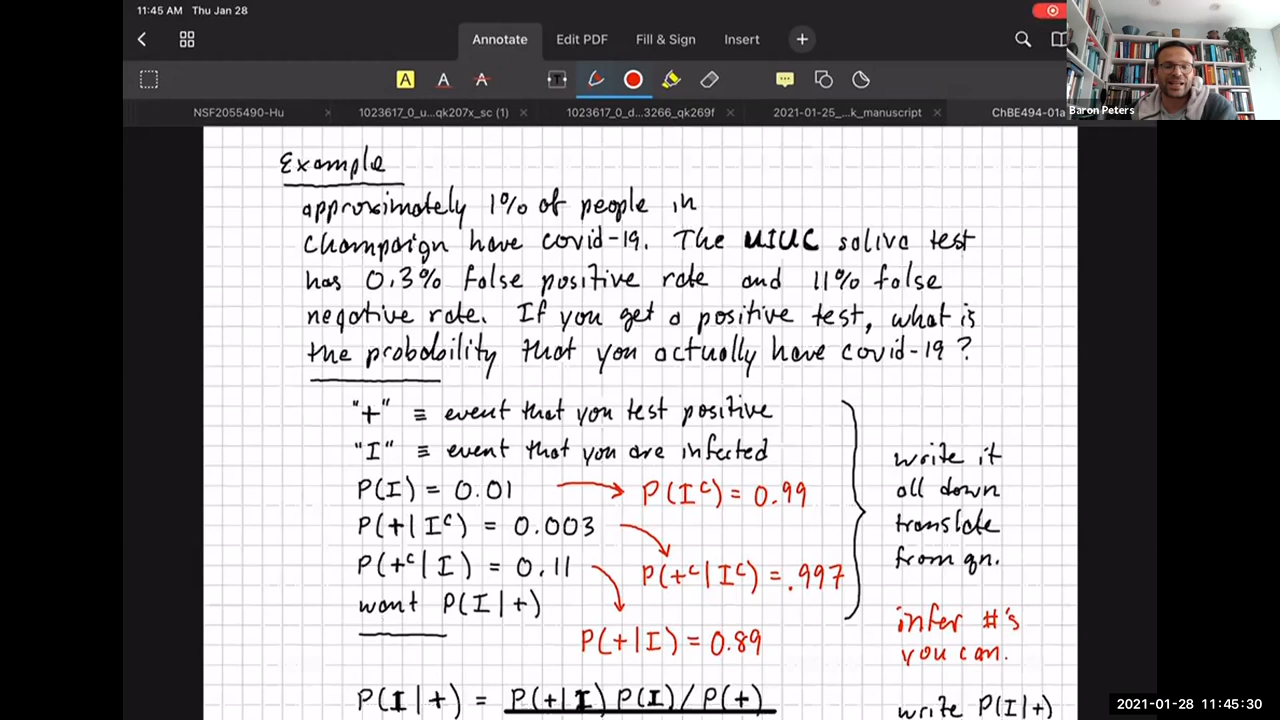 11:45 AM Thu Jan 28
Annotate Edit PDF Fill & Sign Insert
A A A T
NSF2055490-Hu 1023617_0_u...qk207x_sc (1) 1023617_0_d...3266_qk269f 2021-01-25_...k_manuscript ChBE494-01a
Baron Peters
Example
approximately 1% of people in
Champaign have covid-19. The UIUC saliva test
has 0.3% false positive rate and 11% false
negative rate. If you get a positive test, what is
the probability that you actually have covid-19?
"+" ≡ event that you test positive
"I" ≡ event that you are infected
P(I) = 0.01 → P(Iᶜ) = 0.99
P(+|Iᶜ) = 0.003
P(+ᶜ|Iᶜ) = .997
P(+ᶜ|I) = 0.11
want P(I|+)
P(+|I) = 0.89
write it
all down
translate
from qn.
infer #'s
you can.
P(I|+) = P(+|I) P(I) / P(+)
write P(I|+)
2021-01-28 11:45:30